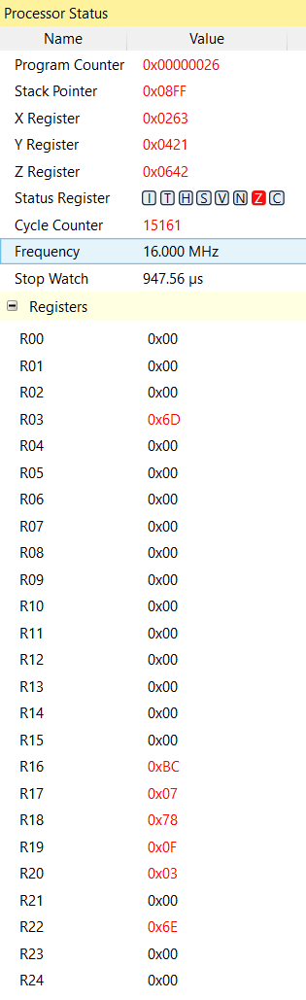 Processor Status
Name Value
Program Counter 0x00000026
Stack Pointer 0x08FF
X Register 0x0263
Y Register 0x0421
Z Register 0x0642
Status Register I T H S V N Z C
Cycle Counter 15161
Frequency 16.000 MHz
Stop Watch 947.56 µs
Registers
R00 0x00
R01 0x00
R02 0x00
R03 0x6D
R04 0x00
R05 0x00
R06 0x00
R07 0x00
R08 0x00
R09 0x00
R10 0x00
R11 0x00
R12 0x00
R13 0x00
R14 0x00
R15 0x00
R16 0xBC
R17 0x07
R18 0x78
R19 0x0F
R20 0x03
R21 0x00
R22 0x6E
R23 0x00
R24 0x00